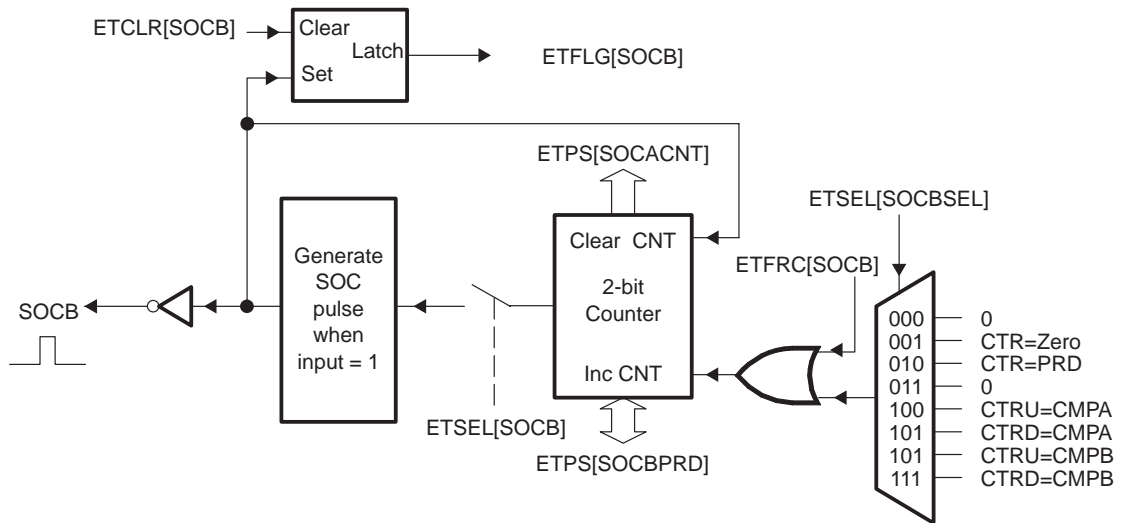 ETCLR[SOCB]
Clear
Latch
Set
ETFLG[SOCB]
ETPS[SOCACNT]
ETSEL[SOCBSEL]
Generate
SOC
pulse
when
input = 1
Clear CNT
2-bit
Counter
Inc CNT
ETFRC[SOCB]
SOCB
ETSEL[SOCB]
ETPS[SOCBPRD]
000 0
001 CTR=Zero
010 CTR=PRD
011 0
100 CTRU=CMPA
101 CTRD=CMPA
101 CTRU=CMPB
111 CTRD=CMPB